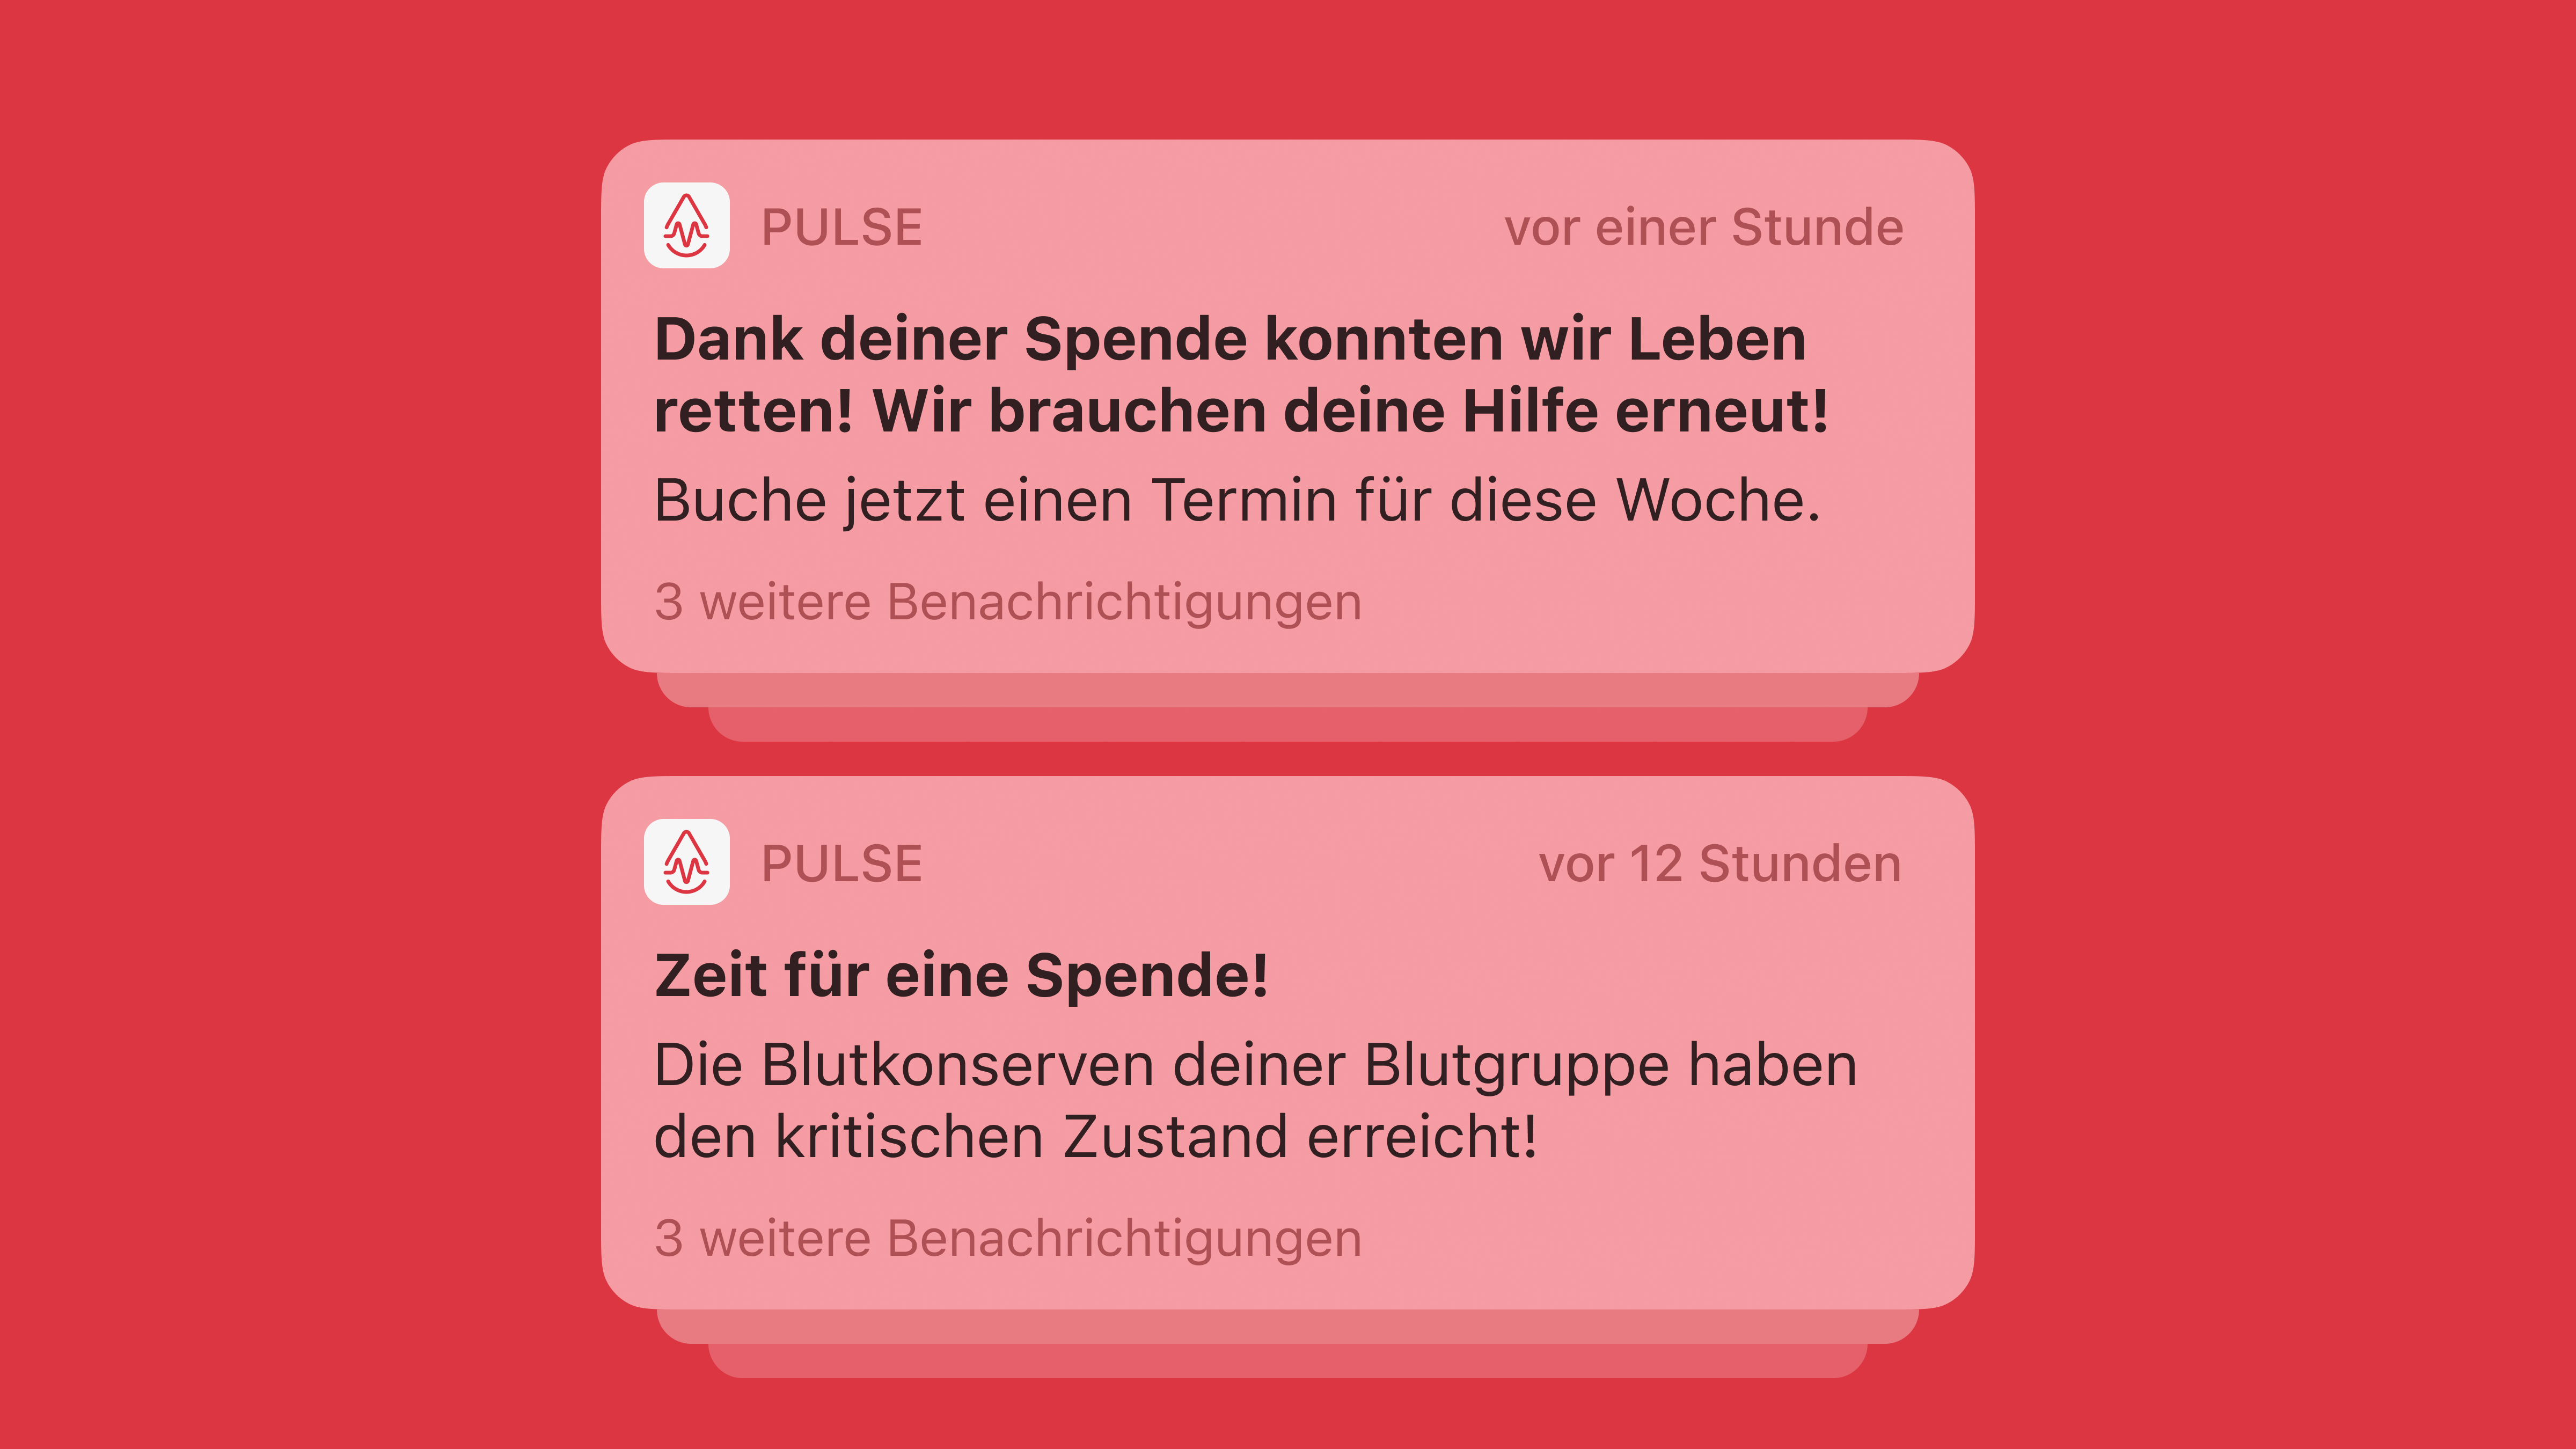 PULSE
vor einer Stunde
Dank deiner Spende konnten wir Leben
retten! Wir brauchen deine Hilfe erneut!
Buche jetzt einen Termin für diese Woche.
3 weitere Benachrichtigungen
PULSE
vor 12 Stunden
Zeit für eine Spende!
Die Blutkonserven deiner Blutgruppe haben
den kritischen Zustand erreicht!
3 weitere Benachrichtigungen